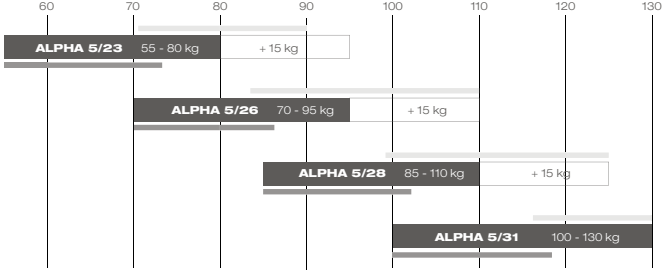 60 70 80 90 100 110 120 130
ALPHA 5/23 55 - 80 kg + 15 kg
ALPHA 5/26 70 - 95 kg + 15 kg
ALPHA 5/28 85 - 110 kg + 15 kg
ALPHA 5/31 100 - 130 kg